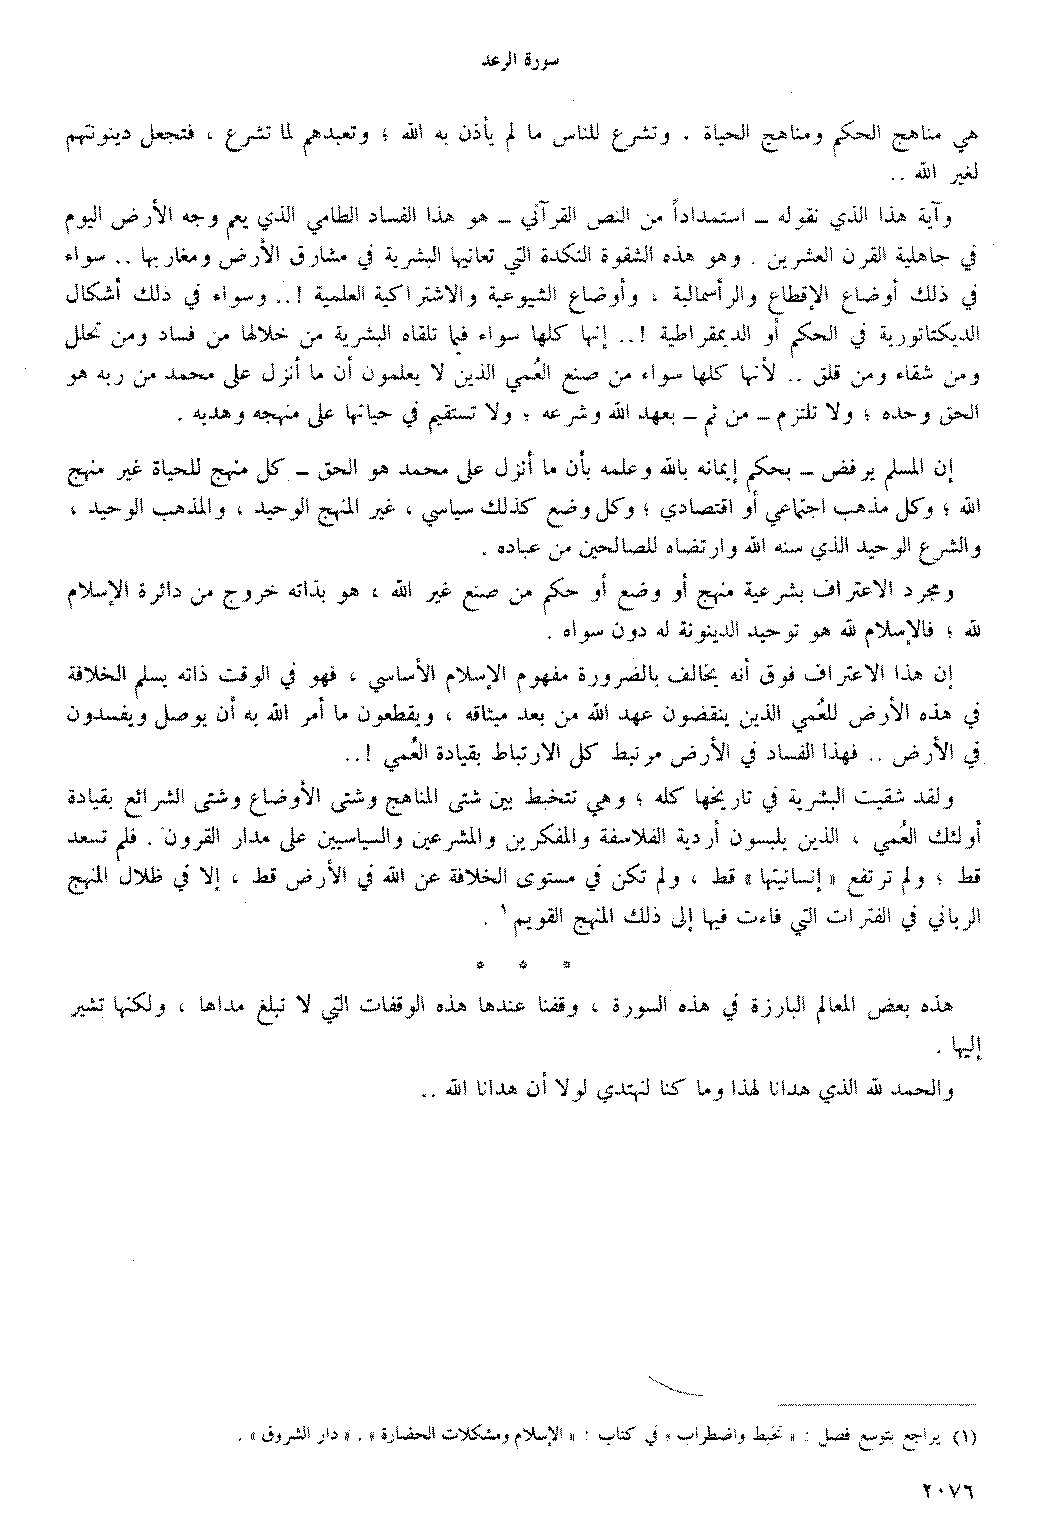 سورة الرعد
هي مناهج الحكم ومناهج الحياة . وتشرع للناس ما لم يأذن به الله ؛ وتعبدهم لما تشرع ، فتجعل دينونتهم
لغير الله ..
وآية هذا الذي نقوله – استمداداً من النص القرآني – هو هذا الفساد الطامي الذي يعم وجه الأرض اليوم
في جاهلية القرن العشرين . وهو هذه الشقوة النكدة التي تعانيها البشرية في مشارق الأرض ومغاربها .. سواء
في ذلك أوضاع الإقطاع والرأسمالية ، وأوضاع الشيوعية والاشتراكية العلمية !.. وسواء في ذلك أشكال
الديكتاتورية في الحكم أو الديمقراطية !.. إنها كلها سواء فيما تلقاه البشرية من خلالها من فساد ومن تحلل
ومن شقاء ومن قلق .. لأنها كلها سواء من صنع العُمي الذين لا يعلمون أن ما أنزل على محمد من ربه هو
الحق وحده ؛ ولا تلتزم – من ثم – بعهد الله وشرعه ؛ ولا تستقيم في حياتها على منهجه وهديه .
إن المسلم يرفض – بحكم إيمانه بالله وعلمه بأن ما أنزل على محمد هو الحق – كل منهج للحياة غير منهج
الله ؛ وكل مذهب اجتماعي أو اقتصادي ؛ وكل وضع كذلك سياسي ، غير المنهج الوحيد ، والمذهب الوحيد ،
والشرع الوحيد الذي سنه الله وارتضاه للصالحين من عباده .
ومجرد الاعتراف بشرعية منهج أو وضع أو حكم من صنع غير الله ، هو بذاته خروج من دائرة الإسلام
لله ؛ فالإسلام لله هو توحيد الدينونة له دون سواه .
إن هذا الاعتراف فوق أنه يخالف بالضرورة مفهوم الإسلام الأساسي ، فهو في الوقت ذاته يسلم الخلافة
في هذه الأرض للعُمي الذين ينقضون عهد الله من بعد ميثاقه ، ويقطعون ما أمر الله به أن يوصل ويفسدون
في الأرض .. فهذا الفساد في الأرض مرتبط كل الارتباط بقيادة العُمي !..
ولقد شقيت البشرية في تاريخها كله ؛ وهي تتخبط بين شتى المناهج وشتى الأوضاع وشتى الشرائع بقيادة
أولئك العُمي ، الذين يلبسون أردية الفلاسفة والمفكرين والمشرعين والسياسيين على مدار القرون . فلم تسعد
قط ؛ ولم ترتفع « إنسانيتها » قط ، ولم تكن في مستوى الخلافة عن الله في الأرض قط ، إلا في ظلال المنهج
الرباني في الفترات التي فاءت فيها إلى ذلك المنهج القويم ١ .
* * *
هذه بعض المعالم البارزة في هذه السورة ، وقفنا عندها هذه الوقفات التي لا تبلغ مداها ، ولكنها تشير
إليها .
والحمد لله الذي هدانا لهذا وما كنا لنهتدي لولا أن هدانا الله ..
(١) يراجع بتوسع فصل : « تخبط واضطراب » في كتاب : « الإسلام ومشكلات الحضارة » . « دار الشروق » .
٢٠٧٦